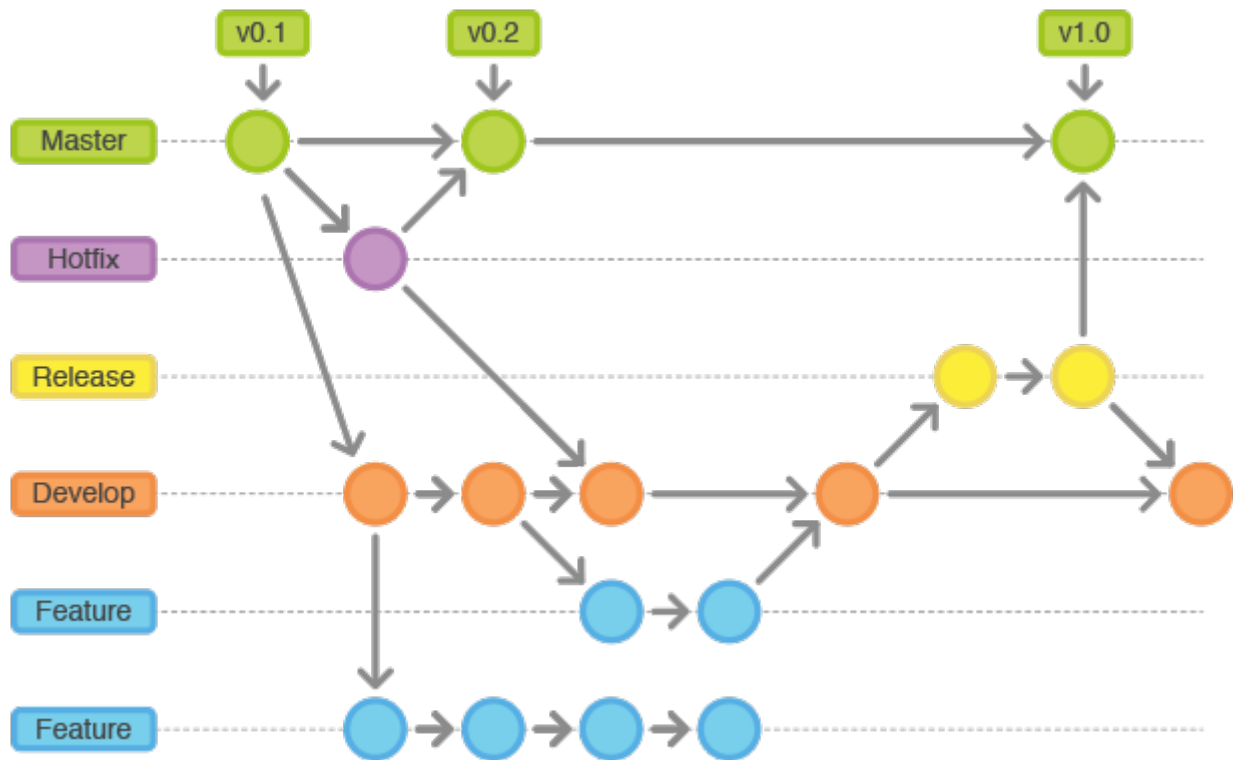 v0.1
v0.2
v1.0
Master
Hotfix
Release
Develop
Feature
Feature